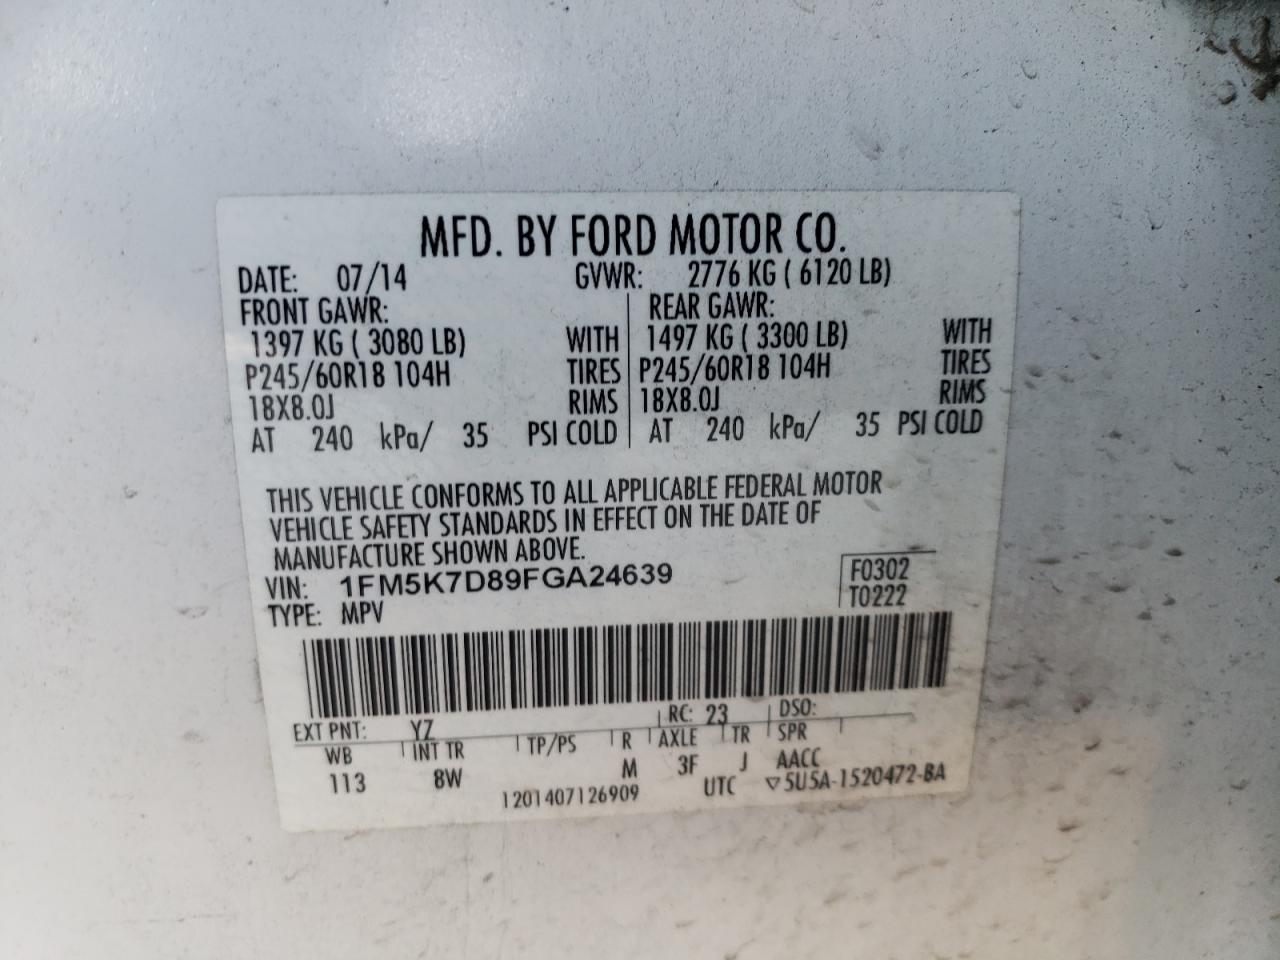 MFD. BY FORD MOTOR CO.
DATE: 07/14 GVWR: 2776 KG ( 6120 LB)
FRONT GAWR: REAR GAWR:
1397 KG ( 3080 LB) WITH 1497 KG ( 3300 LB) WITH
P245/60R18 104H TIRES P245/60R18 104H TIRES
18X8.0J RIMS 18X8.0J RIMS
AT 240 kPa/ 35 PSI COLD AT 240 kPa/ 35 PSI COLD
THIS VEHICLE CONFORMS TO ALL APPLICABLE FEDERAL MOTOR
VEHICLE SAFETY STANDARDS IN EFFECT ON THE DATE OF
MANUFACTURE SHOWN ABOVE.
VIN: 1FM5K7D89FGA24639 F0302
TYPE: MPV T0222
EXT PNT: YZ RC: 23 DSO:
WB INT TR TP/PS R AXLE TR SPR
113 8W M 3F J AACC
1201407126909 UTC ▽5U5A-1520472-BA